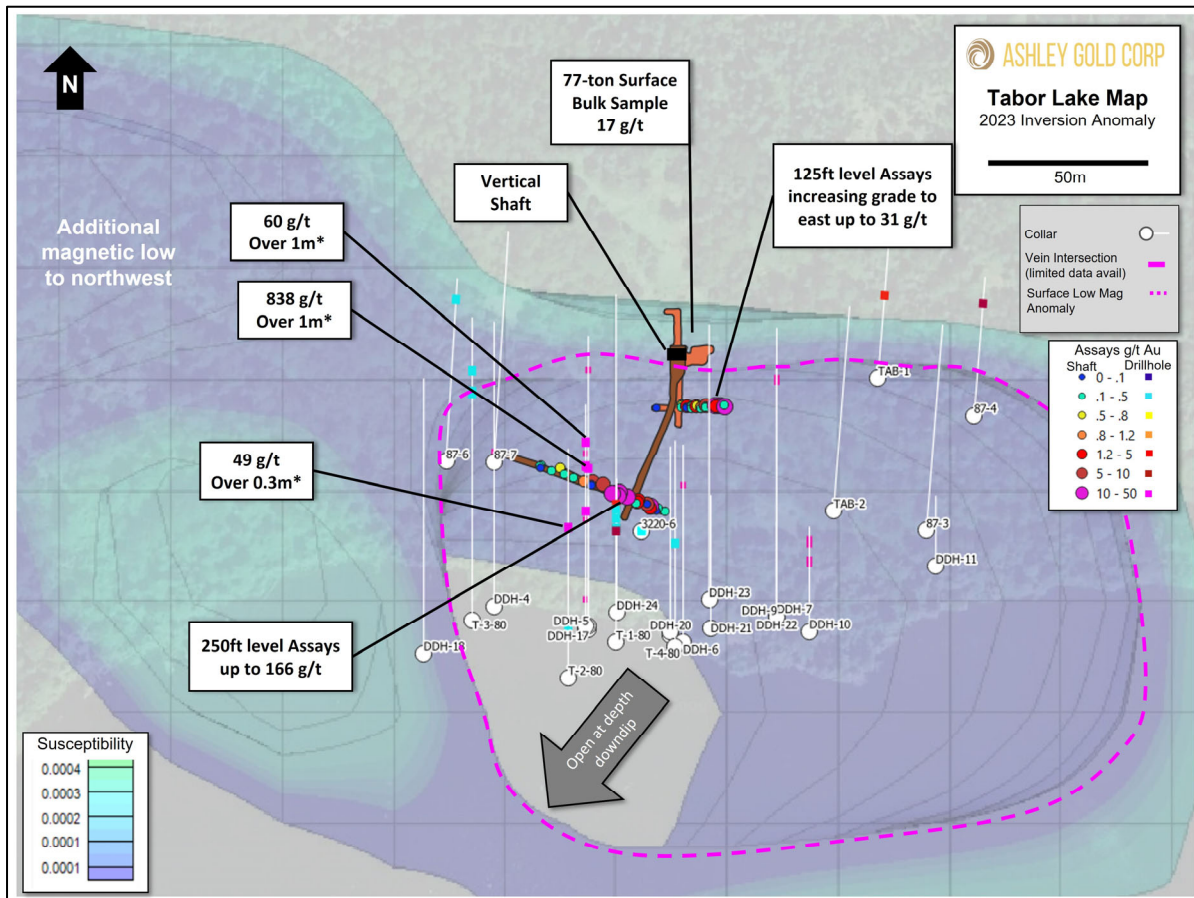 N
ASHLEY GOLD CORP
Tabor Lake Map
2023 Inversion Anomaly
50m
77-ton Surface
Bulk Sample
17 g/t
Vertical
Shaft
125ft level Assays
increasing grade to
east up to 31 g/t
Additional
magnetic low
to northwest
60 g/t
Over 1m*
838 g/t
Over 1m*
49 g/t
Over 0.3m*
250ft level Assays
up to 166 g/t
Collar
Vein Intersection
(limited data avail)
Surface Low Mag
Anomaly
Assays g/t Au
Shaft Drillhole
0 - .1
.1 - .5
.5 - .8
.8 - 1.2
1.2 - 5
5 - 10
10 - 50
TAB-1
87-4
87-6
87-7
TAB-2
87-3
3220-6
DDH-11
DDH-4
DDH-24
DDH-23
DDH-9
DDH-7
T-3-80
DDH-5
DDH-17
T-1-80
DDH-20
DDH-21
DDH-22
DDH-10
DDH-18
T-4-80
DDH-6
T-2-80
Open at depth
downdip
Susceptibility
0.0004
0.0003
0.0002
0.0001
0.0001